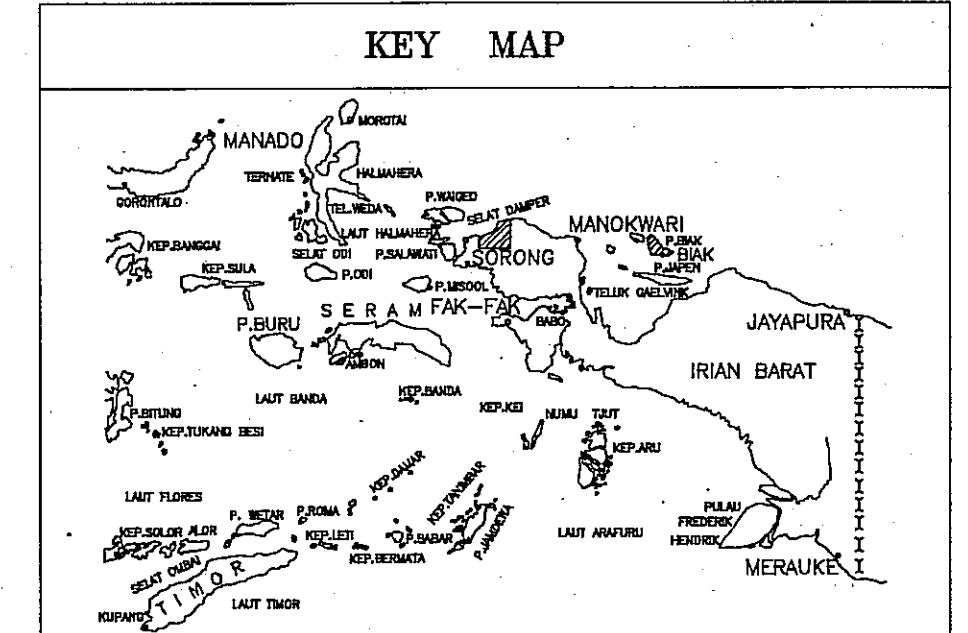 KEY MAP
MOROTAI
MANADO
TERNATE
HALMAHERA
GORONTALO
TEL.WEDA
P.WAIGEO
SELAT DAMPER
MANOKWARI
LAUT HALMAHERA
P.BIAK
BIAK
KEP.BANGGAI
SELAT ODI
P.SALAWATI
SORONG
KEP.SULA
P.ODI
P.JAPEN
P.MISOOL
TELUK GAELVINK
SERAM
FAK-FAK
BABO
P.BURU
JAYAPURA
AMBON
IRIAN BARAT
LAUT BANDA
KEP.BANDA
P.BITUNG
KEP.KEI
NUMU
TJUT
KEP.TUKANG BESI
KEP.ARU
KEP.DAUAR
KEP.TANIMBAR
LAUT FLORES
P. WETAR
P.ROMA
PULAU
FREDERIK
HENDRIK
KEP.SOLOR
ALOR
KEP.LETI
P.BABAR
P.JAMDENA
LAUT ARAFURU
KEP.BERMATA
SELAT OMBAI
MERAUKE
TIMOR
KUPANG
LAUT TIMOR